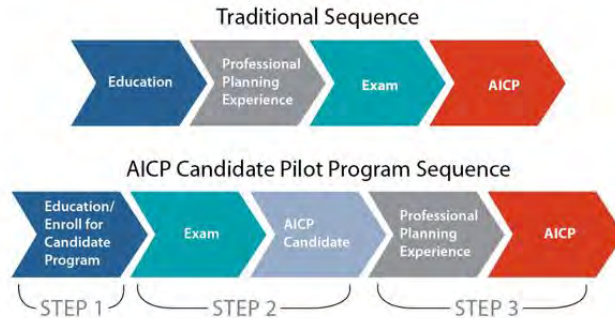 Traditional Sequence
Education
Professional
Planning
Experience
Exam
AICP
AICP Candidate Pilot Program Sequence
Education/
Enroll for
Candidate
Program
Exam
AICP
Candidate
Professional
Planning
Experience
AICP
STEP 1
STEP 2
STEP 3